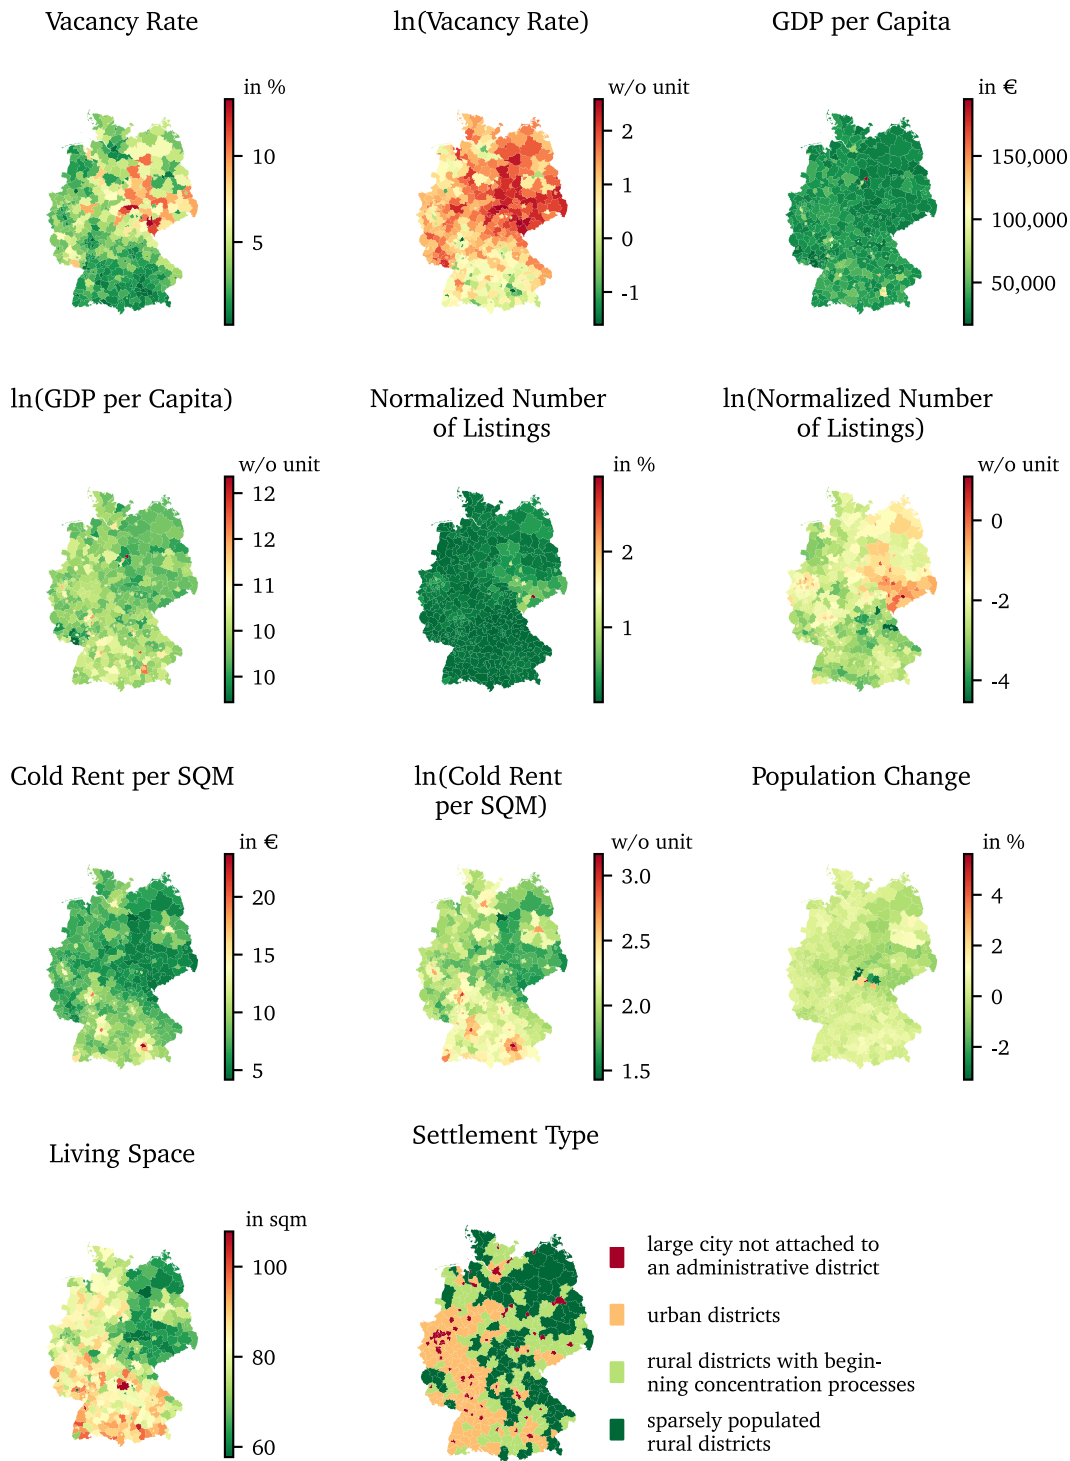 Vacancy Rate
in %
10
5
ln(Vacancy Rate)
w/o unit
2
1
0
-1
GDP per Capita
in €
150,000
100,000
50,000
ln(GDP per Capita)
w/o unit
12
12
11
10
10
Normalized Number
of Listings
in %
2
1
ln(Normalized Number
of Listings)
w/o unit
0
-2
-4
Cold Rent per SQM
in €
20
15
10
5
ln(Cold Rent
per SQM)
w/o unit
3.0
2.5
2.0
1.5
Population Change
in %
4
2
0
-2
Living Space
in sqm
100
80
60
Settlement Type
large city not attached to
an administrative district
urban districts
rural districts with begin-
ning concentration processes
sparsely populated
rural districts